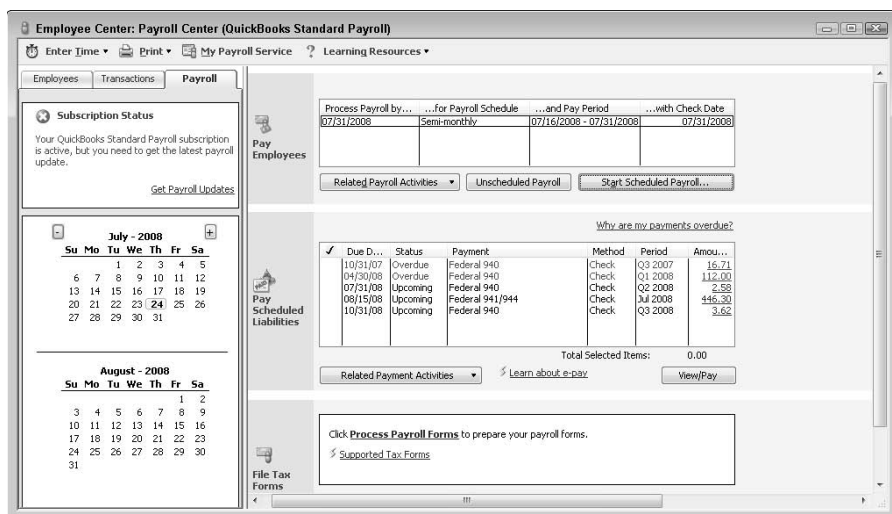 Employee Center: Payroll Center (QuickBooks Standard Payroll)
Enter Time Print My Payroll Service ? Learning Resources
Employees Transactions Payroll
Subscription Status
Your QuickBooks Standard Payroll subscription
is active, but you need to get the latest payroll
update.
Get Payroll Updates
- July - 2008 +
Su Mo Tu We Th Fr Sa
1 2 3 4 5
6 7 8 9 10 11 12
13 14 15 16 17 18 19
20 21 22 23 24 25 26
27 28 29 30 31
August - 2008
Su Mo Tu We Th Fr Sa
1 2
3 4 5 6 7 8 9
10 11 12 13 14 15 16
17 18 19 20 21 22 23
24 25 26 27 28 29 30
31
Pay
Employees
Process Payroll by... ...for Payroll Schedule ...and Pay Period ...with Check Date
07/31/2008 Semi-monthly 07/16/2008 - 07/31/2008 07/31/2008
Related Payroll Activities Unscheduled Payroll Start Scheduled Payroll...
Pay
Scheduled
Liabilities
Why are my payments overdue?
✓ Due D... Status Payment Method Period Amou...
10/31/07 Overdue Federal 940 Check Q3 2007 16.71
04/30/08 Overdue Federal 940 Check Q1 2008 112.00
07/31/08 Upcoming Federal 940 Check Q2 2008 2.58
08/15/08 Upcoming Federal 941/944 Check Jul 2008 446.30
10/31/08 Upcoming Federal 940 Check Q3 2008 3.62
Total Selected Items: 0.00
Related Payment Activities Learn about e-pay View/Pay
File Tax
Forms
Click Process Payroll Forms to prepare your payroll forms.
Supported Tax Forms